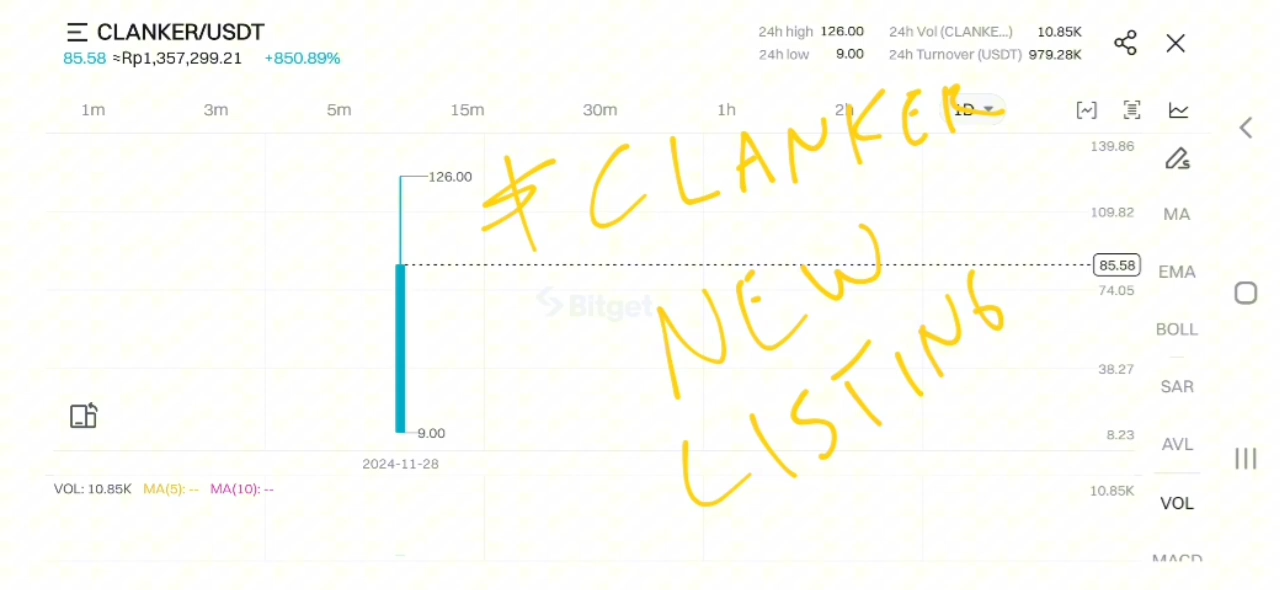 CLANKER/USDT
85.58 ≈Rp1,357,299.21 +850.89%
24h high 126.00 24h Vol (CLANKE...) 10.85K
24h low 9.00 24h Turnover (USDT) 979.28K
1m 3m 5m 15m 30m 1h 2h 1D
139.86
126.00
109.82
85.58
74.05
38.27
9.00
8.23
2024-11-28
Bitget
$CLANKER
NEW
LISTING
MA
EMA
BOLL
SAR
AVL
VOL
MACD
VOL: 10.85K MA(5): -- MA(10): --
10.85K